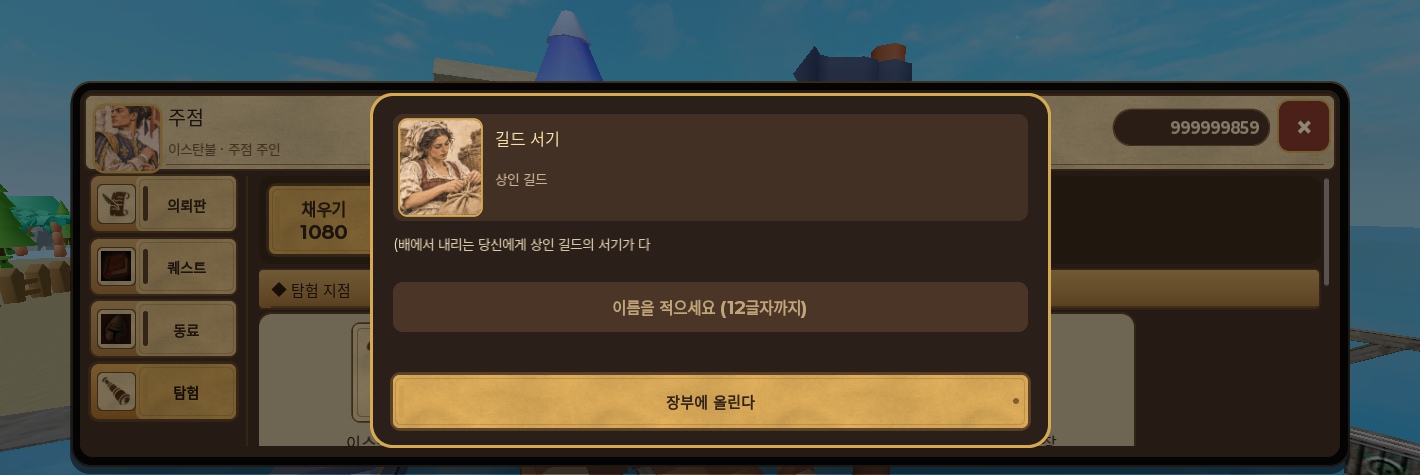 주점
이스탄불 · 주점 주인
999999859
의뢰판
퀘스트
동료
탐험
채우기
1080
◆ 탐험 지점
길드 서기
상인 길드
(배에서 내리는 당신에게 상인 길드의 서기가 다
이름을 적으세요 (12글자까지)
장부에 올린다